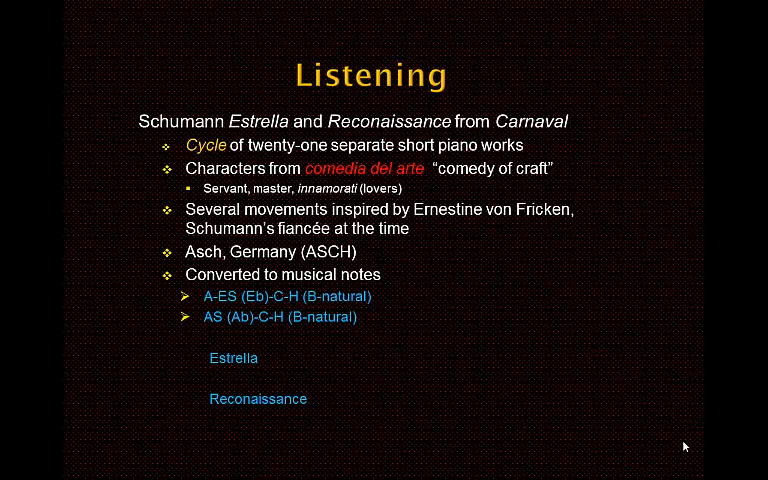 Listening
Schumann Estrella and Reconaissance from Carnaval
Cycle of twenty-one separate short piano works
Characters from comedia del arte "comedy of craft"
Servant, master, innamorati (lovers)
Several movements inspired by Ernestine von Fricken,
Schumann's fiancée at the time
Asch, Germany (ASCH)
Converted to musical notes
A-ES (Eb)-C-H (B-natural)
AS (Ab)-C-H (B-natural)
Estrella
Reconaissance